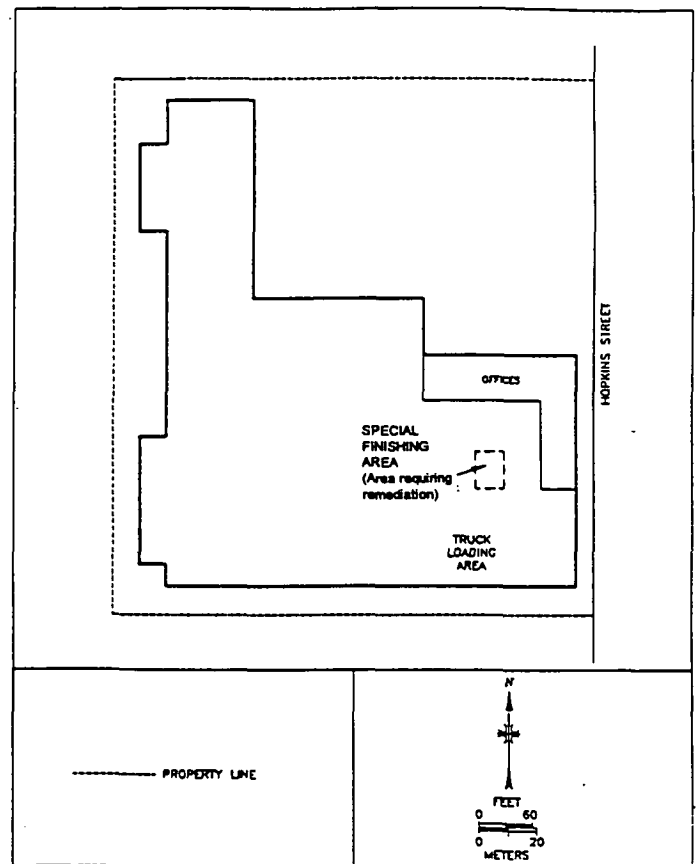 HOPKINS STREET
OFFICES
SPECIAL
FINISHING
AREA
(Area requiring
remediation)
TRUCK
LOADING
AREA
PROPERTY LINE
N
FEET
0 60
0 20
METERS